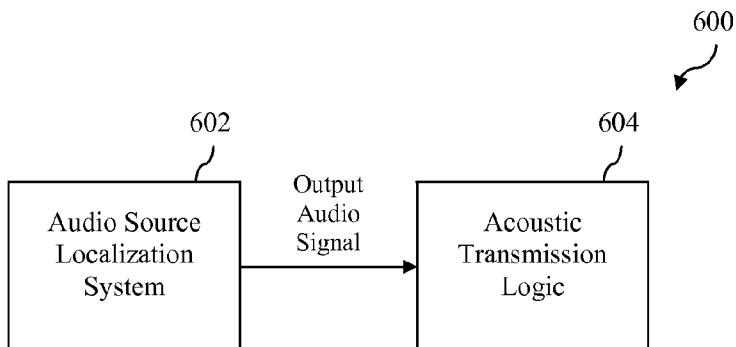 600
602
604
Output
Audio
Signal
Audio Source
Localization
System
Acoustic
Transmission
Logic